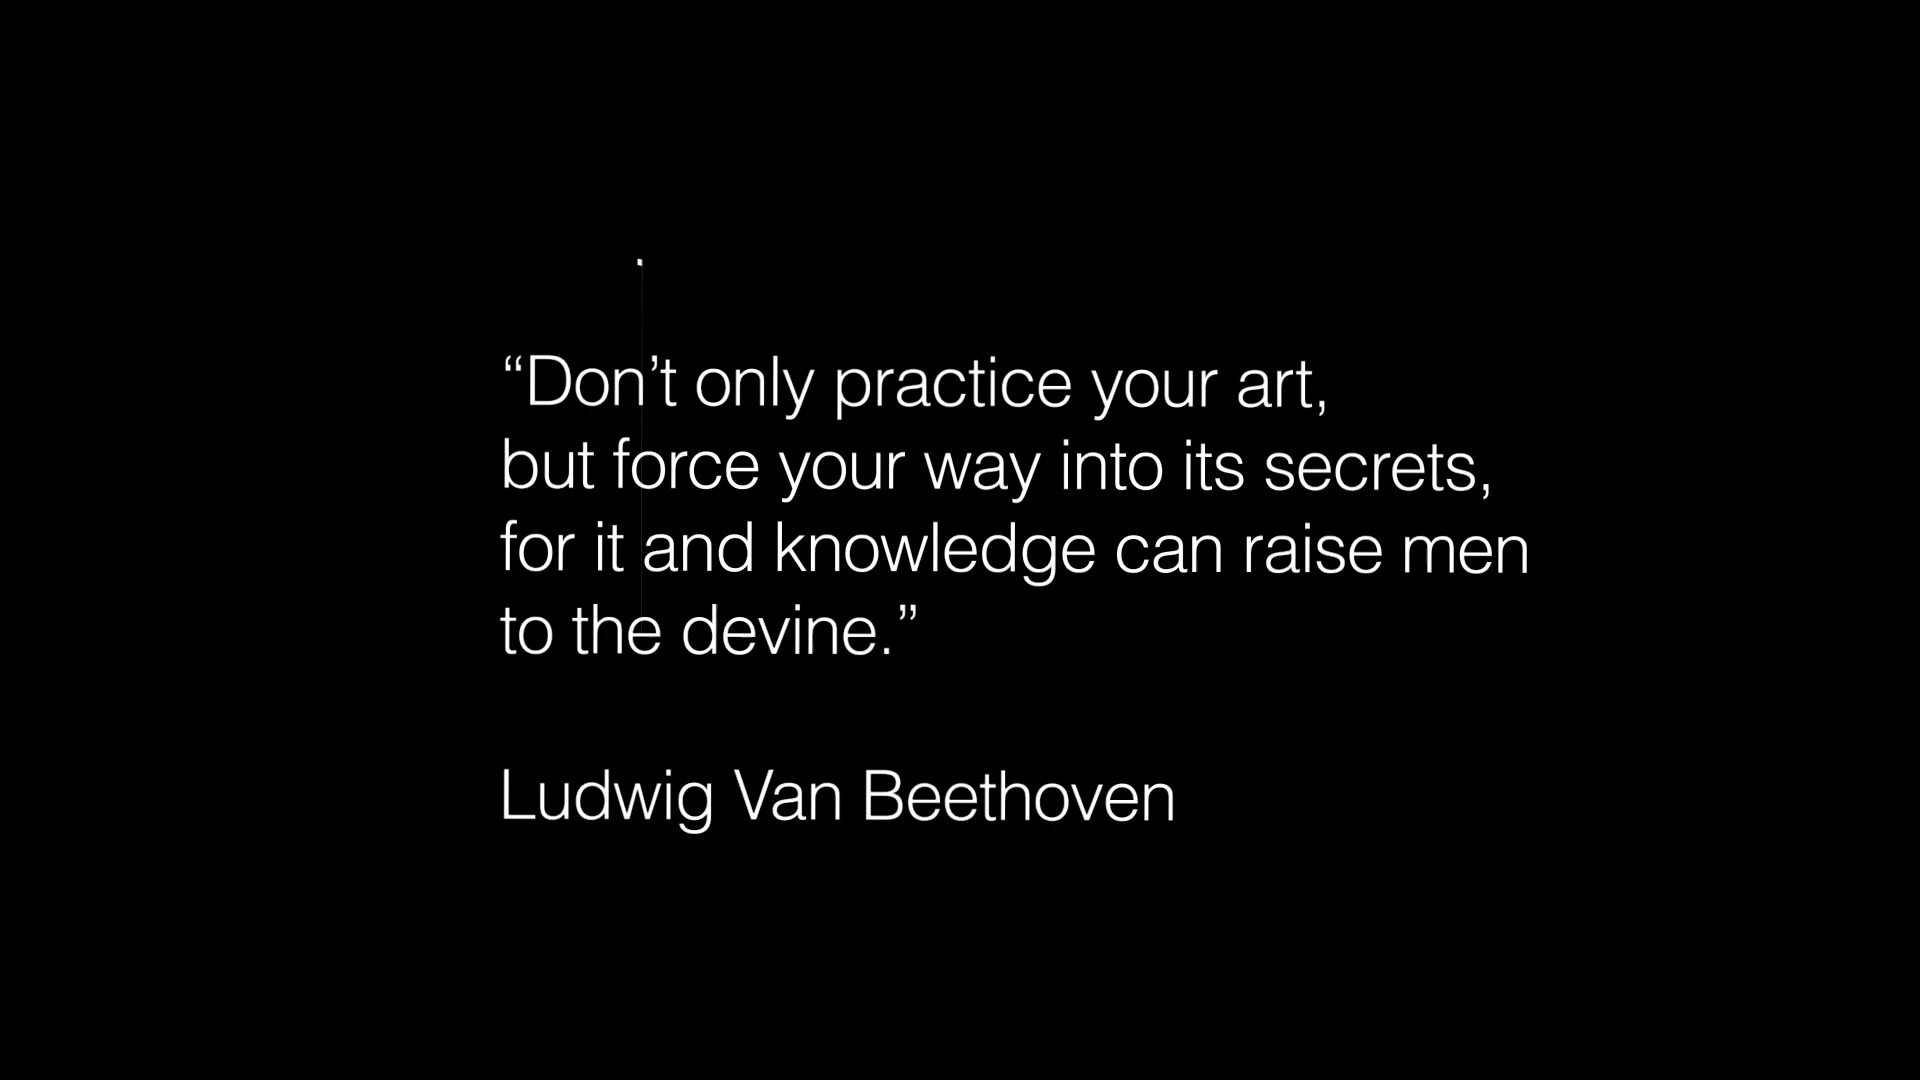 “Don’t only practice your art,
but force your way into its secrets,
for it and knowledge can raise men
to the devine.”
Ludwig Van Beethoven